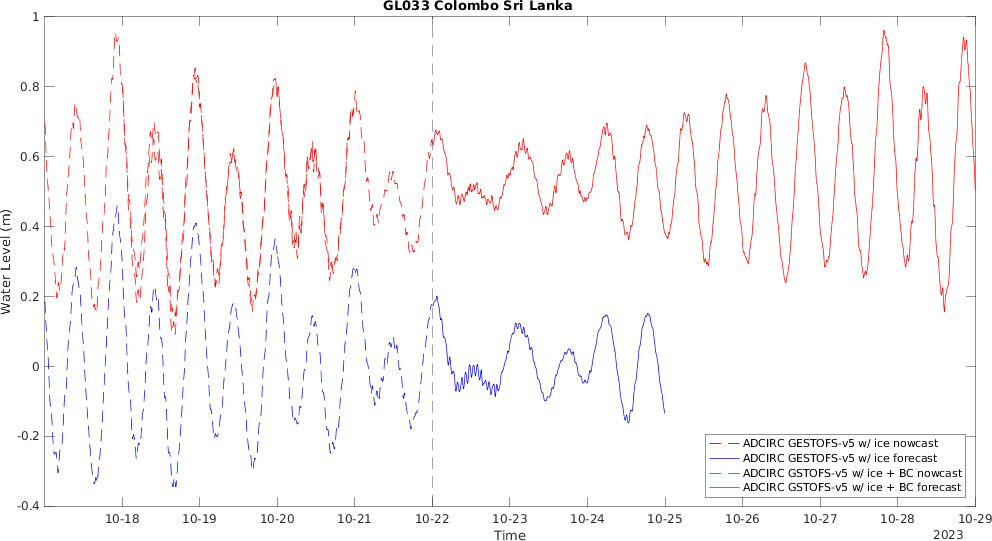 GL033 Colombo Sri Lanka
1
0.8
0.6
0.4
0.2
0
-0.2
-0.4
Water Level (m)
ADCIRC GESTOFS-v5 w/ ice nowcast
ADCIRC GESTOFS-v5 w/ ice forecast
ADCIRC GSTOFS-v5 w/ ice + BC nowcast
ADCIRC GSTOFS-v5 w/ ice + BC forecast
10-18 10-19 10-20 10-21 10-22 10-23 10-24 10-25 10-26 10-27 10-28 10-29
Time
2023